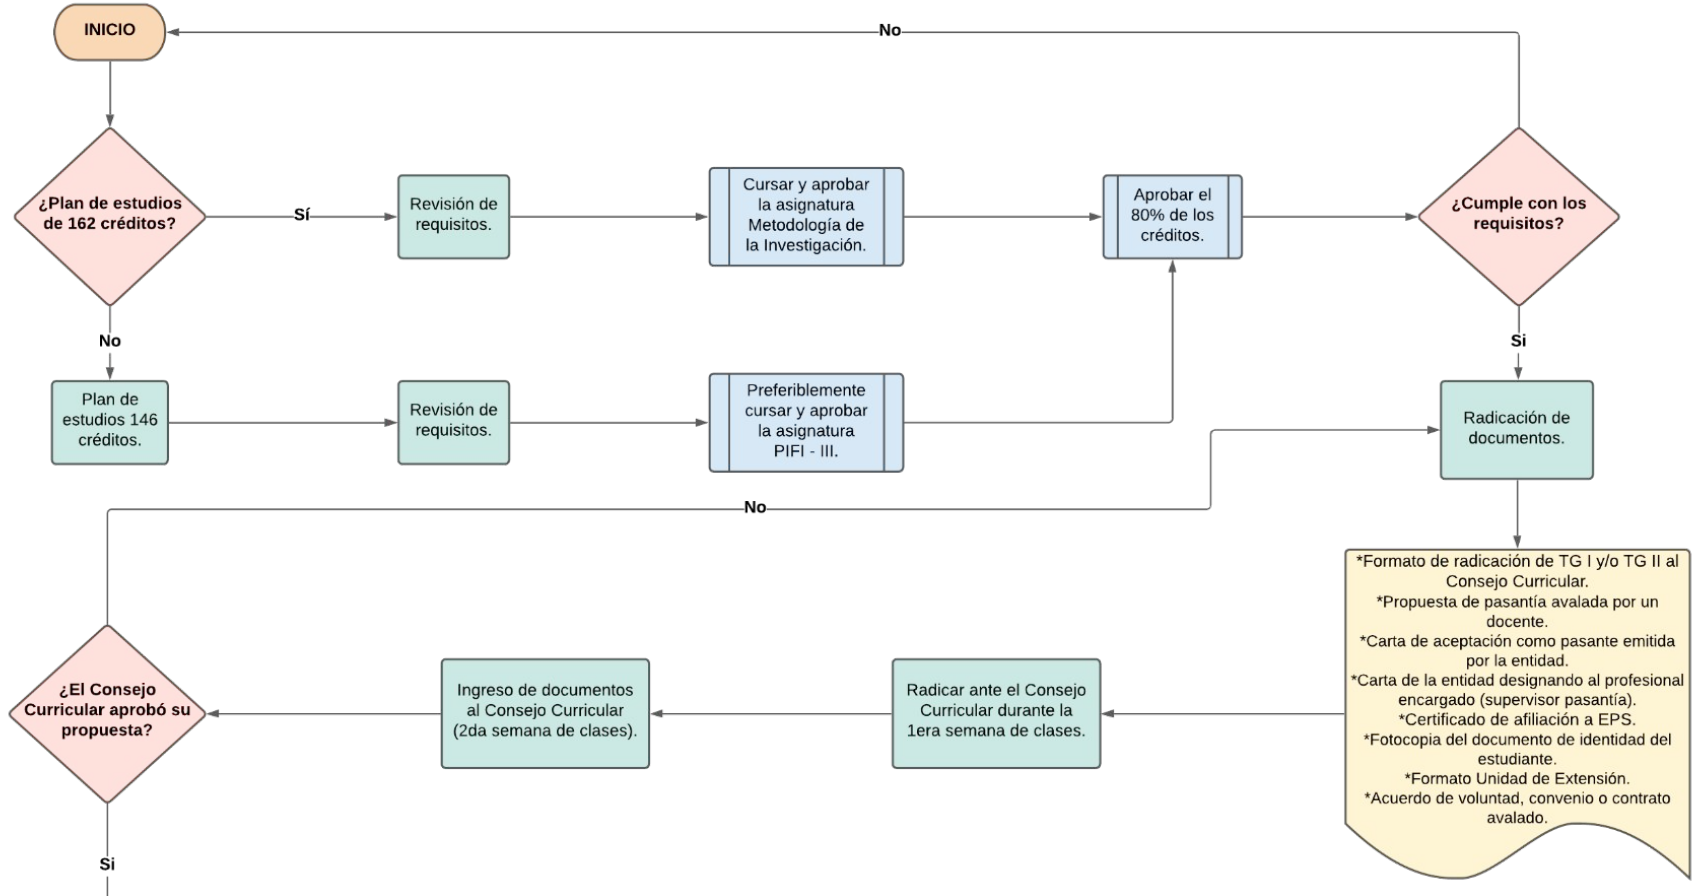 INICIO
No
¿Plan de estudios
de 162 créditos?
Sí
Revisión de
requisitos.
Cursar y aprobar
la asignatura
Metodología de
la Investigación.
Aprobar el
80% de los
créditos.
¿Cumple con los
requisitos?
No
Si
Plan de
estudios 146
créditos.
Revisión de
requisitos.
Preferiblemente
cursar y aprobar
la asignatura
PIFI - III.
Radicación de
documentos.
No
*Formato de radicación de TG I y/o TG II al
Consejo Curricular.
*Propuesta de pasantía avalada por un
docente.
*Carta de aceptación como pasante emitida
por la entidad.
*Carta de la entidad designando al profesional
encargado (supervisor pasantía).
*Certificado de afiliación a EPS.
*Fotocopia del documento de identidad del
estudiante.
*Formato Unidad de Extensión.
*Acuerdo de voluntad, convenio o contrato
avalado.
Radicar ante el Consejo
Curricular durante la
1era semana de clases.
Ingreso de documentos
al Consejo Curricular
(2da semana de clases).
¿El Consejo
Curricular aprobó su
propuesta?
Si